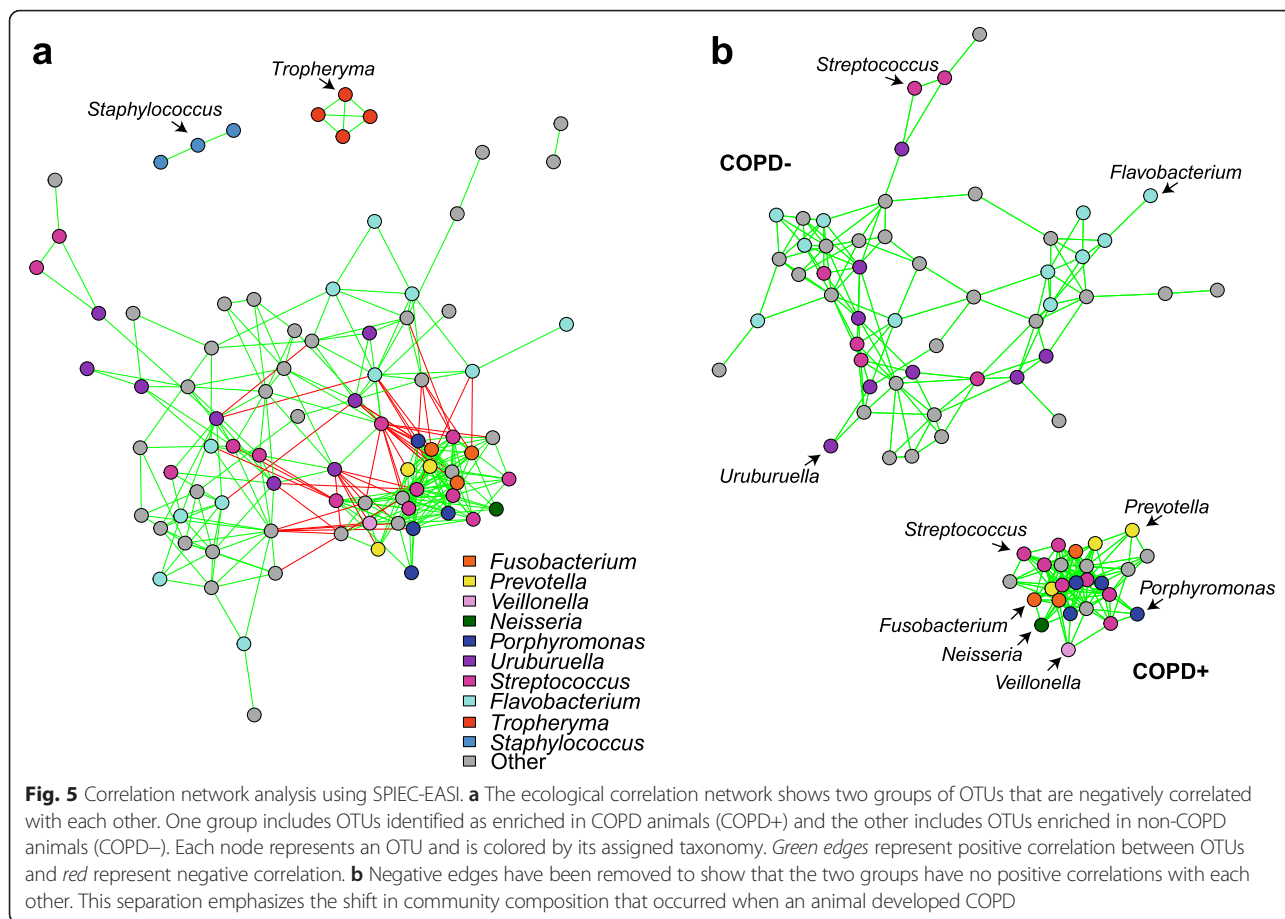 a
Tropheryma
Staphylococcus
Fusobacterium
Prevotella
Veillonella
Neisseria
Porphyromonas
Uruburuella
Streptococcus
Flavobacterium
Tropheryma
Staphylococcus
Other
b
Streptococcus
COPD-
Flavobacterium
Uruburuella
Prevotella
Streptococcus
Porphyromonas
Fusobacterium
Neisseria
Veillonella
COPD+
Fig. 5 Correlation network analysis using SPIEC-EASI. a The ecological correlation network shows two groups of OTUs that are negatively correlated
with each other. One group includes OTUs identified as enriched in COPD animals (COPD+) and the other includes OTUs enriched in non-COPD
animals (COPD−). Each node represents an OTU and is colored by its assigned taxonomy. Green edges represent positive correlation between OTUs
and red represent negative correlation. b Negative edges have been removed to show that the two groups have no positive correlations with each
other. This separation emphasizes the shift in community composition that occurred when an animal developed COPD